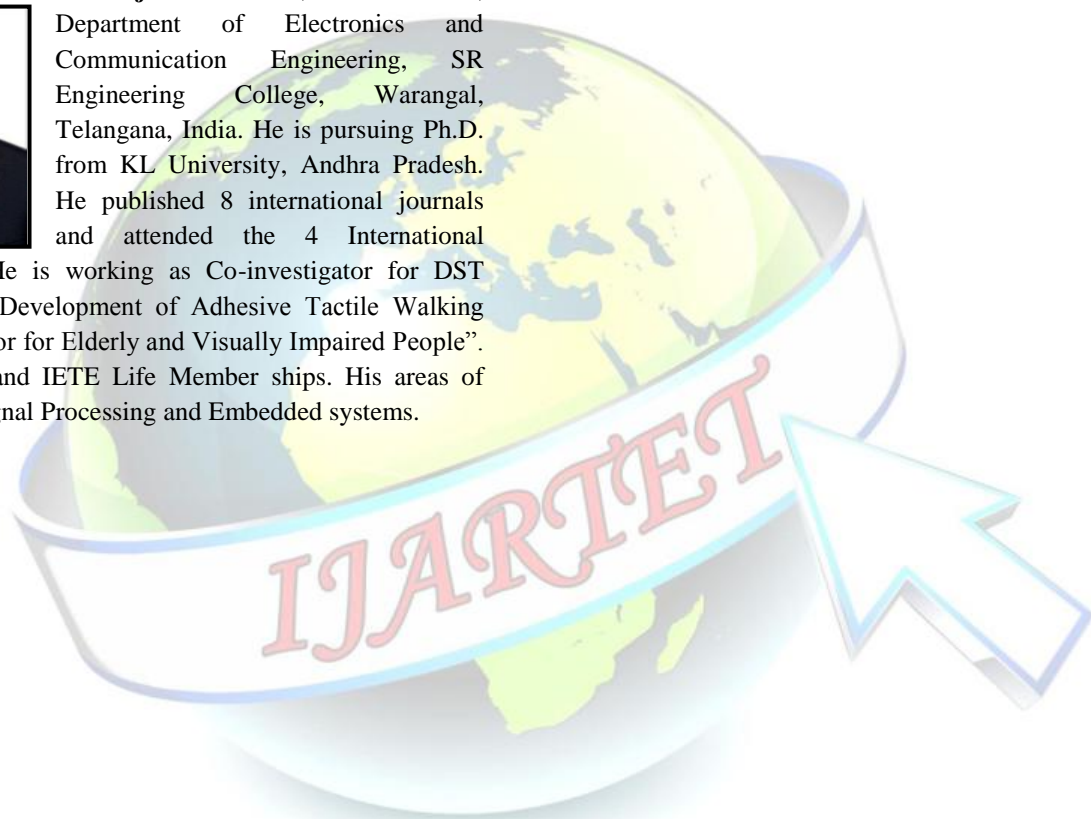 Department of Electronics and
Communication Engineering, SR
Engineering College, Warangal,
Telangana, India. He is pursuing Ph.D.
from KL University, Andhra Pradesh.
He published 8 international journals
and attended the 4 International
is working as Co-investigator for DST
Development of Adhesive Tactile Walking
for Elderly and Visually Impaired People”.
and IETE Life Member ships. His areas of
Processing and Embedded systems.
IJARTET